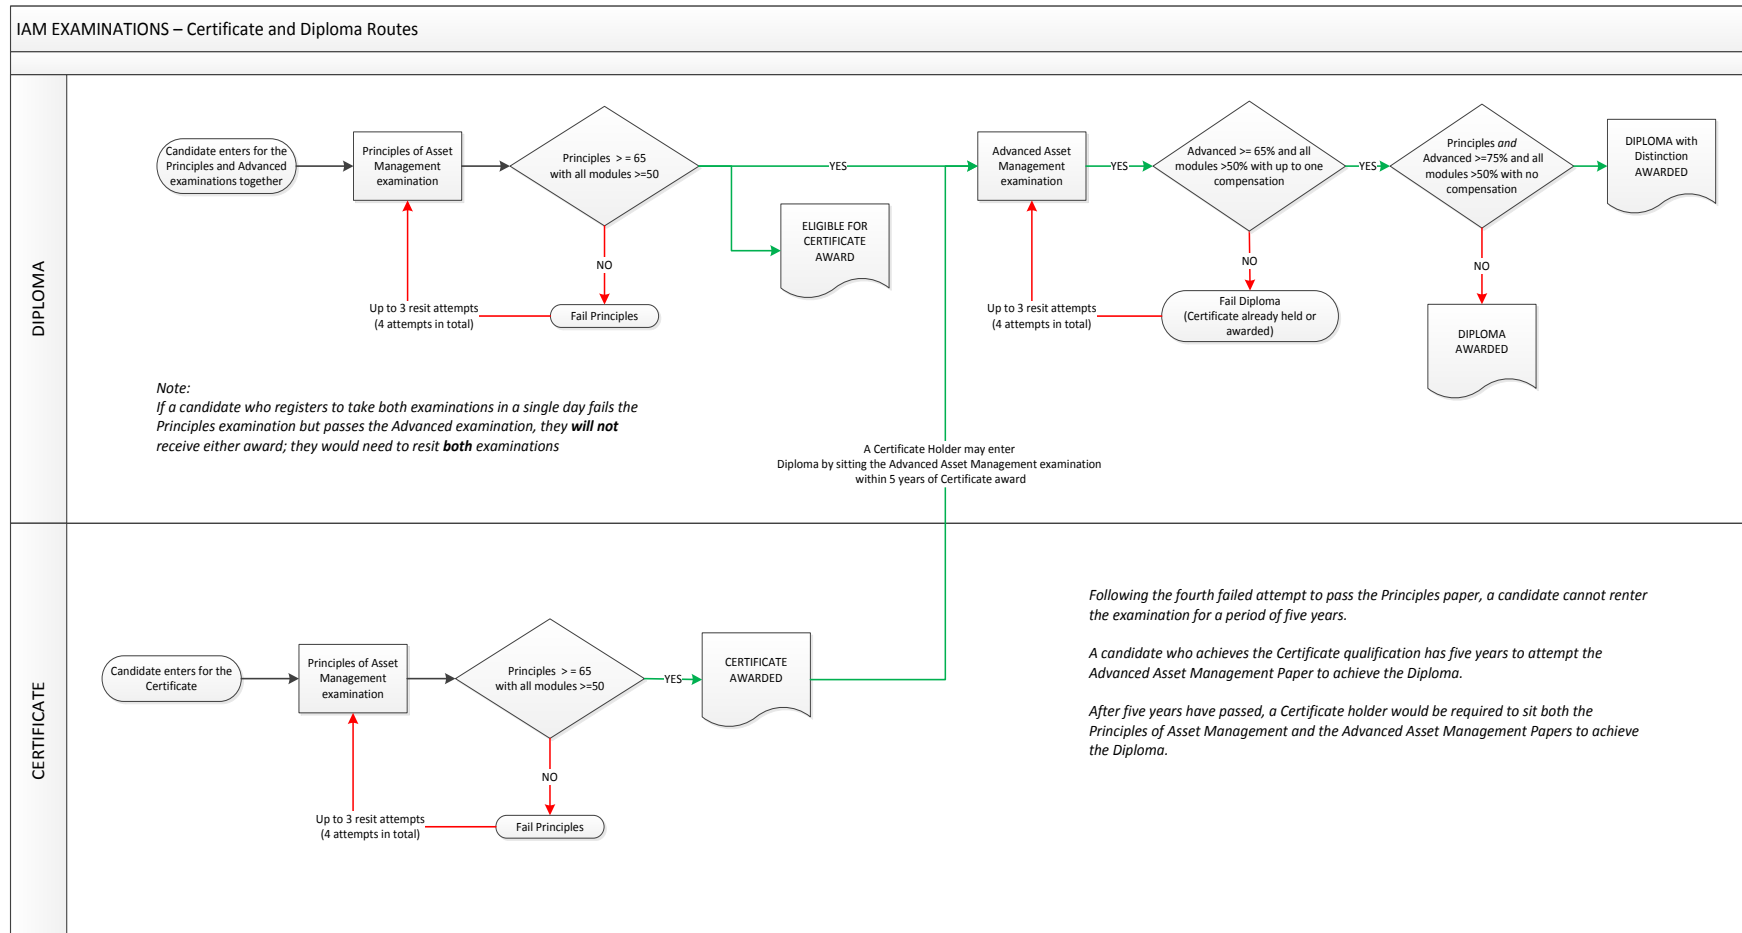 IAM EXAMINATIONS – Certificate and Diploma Routes
DIPLOMA
Candidate enters for the
Principles and Advanced
examinations together
Principles of Asset
Management
examination
Principles > = 65
with all modules >=50
YES
NO
Fail Principles
Up to 3 resit attempts
(4 attempts in total)
ELIGIBLE FOR
CERTIFICATE
AWARD
Advanced Asset
Management
examination
YES
Advanced >= 65% and all
modules >50% with up to one
compensation
YES
NO
Fail Diploma
(Certificate already held or
awarded)
Up to 3 resit attempts
(4 attempts in total)
Principles and
Advanced >=75% and all
modules >50% with no
compensation
NO
DIPLOMA with
Distinction
AWARDED
DIPLOMA
AWARDED
Note:
If a candidate who registers to take both examinations in a single day fails the
Principles examination but passes the Advanced examination, they will not
receive either award; they would need to resit both examinations
A Certificate Holder may enter
Diploma by sitting the Advanced Asset Management examination
within 5 years of Certificate award
CERTIFICATE
Candidate enters for the
Certificate
Principles of Asset
Management
examination
Principles > = 65
with all modules >=50
YES
CERTIFICATE
AWARDED
NO
Fail Principles
Up to 3 resit attempts
(4 attempts in total)
Following the fourth failed attempt to pass the Principles paper, a candidate cannot renter
the examination for a period of five years.
A candidate who achieves the Certificate qualification has five years to attempt the
Advanced Asset Management Paper to achieve the Diploma.
After five years have passed, a Certificate holder would be required to sit both the
Principles of Asset Management and the Advanced Asset Management Papers to achieve
the Diploma.